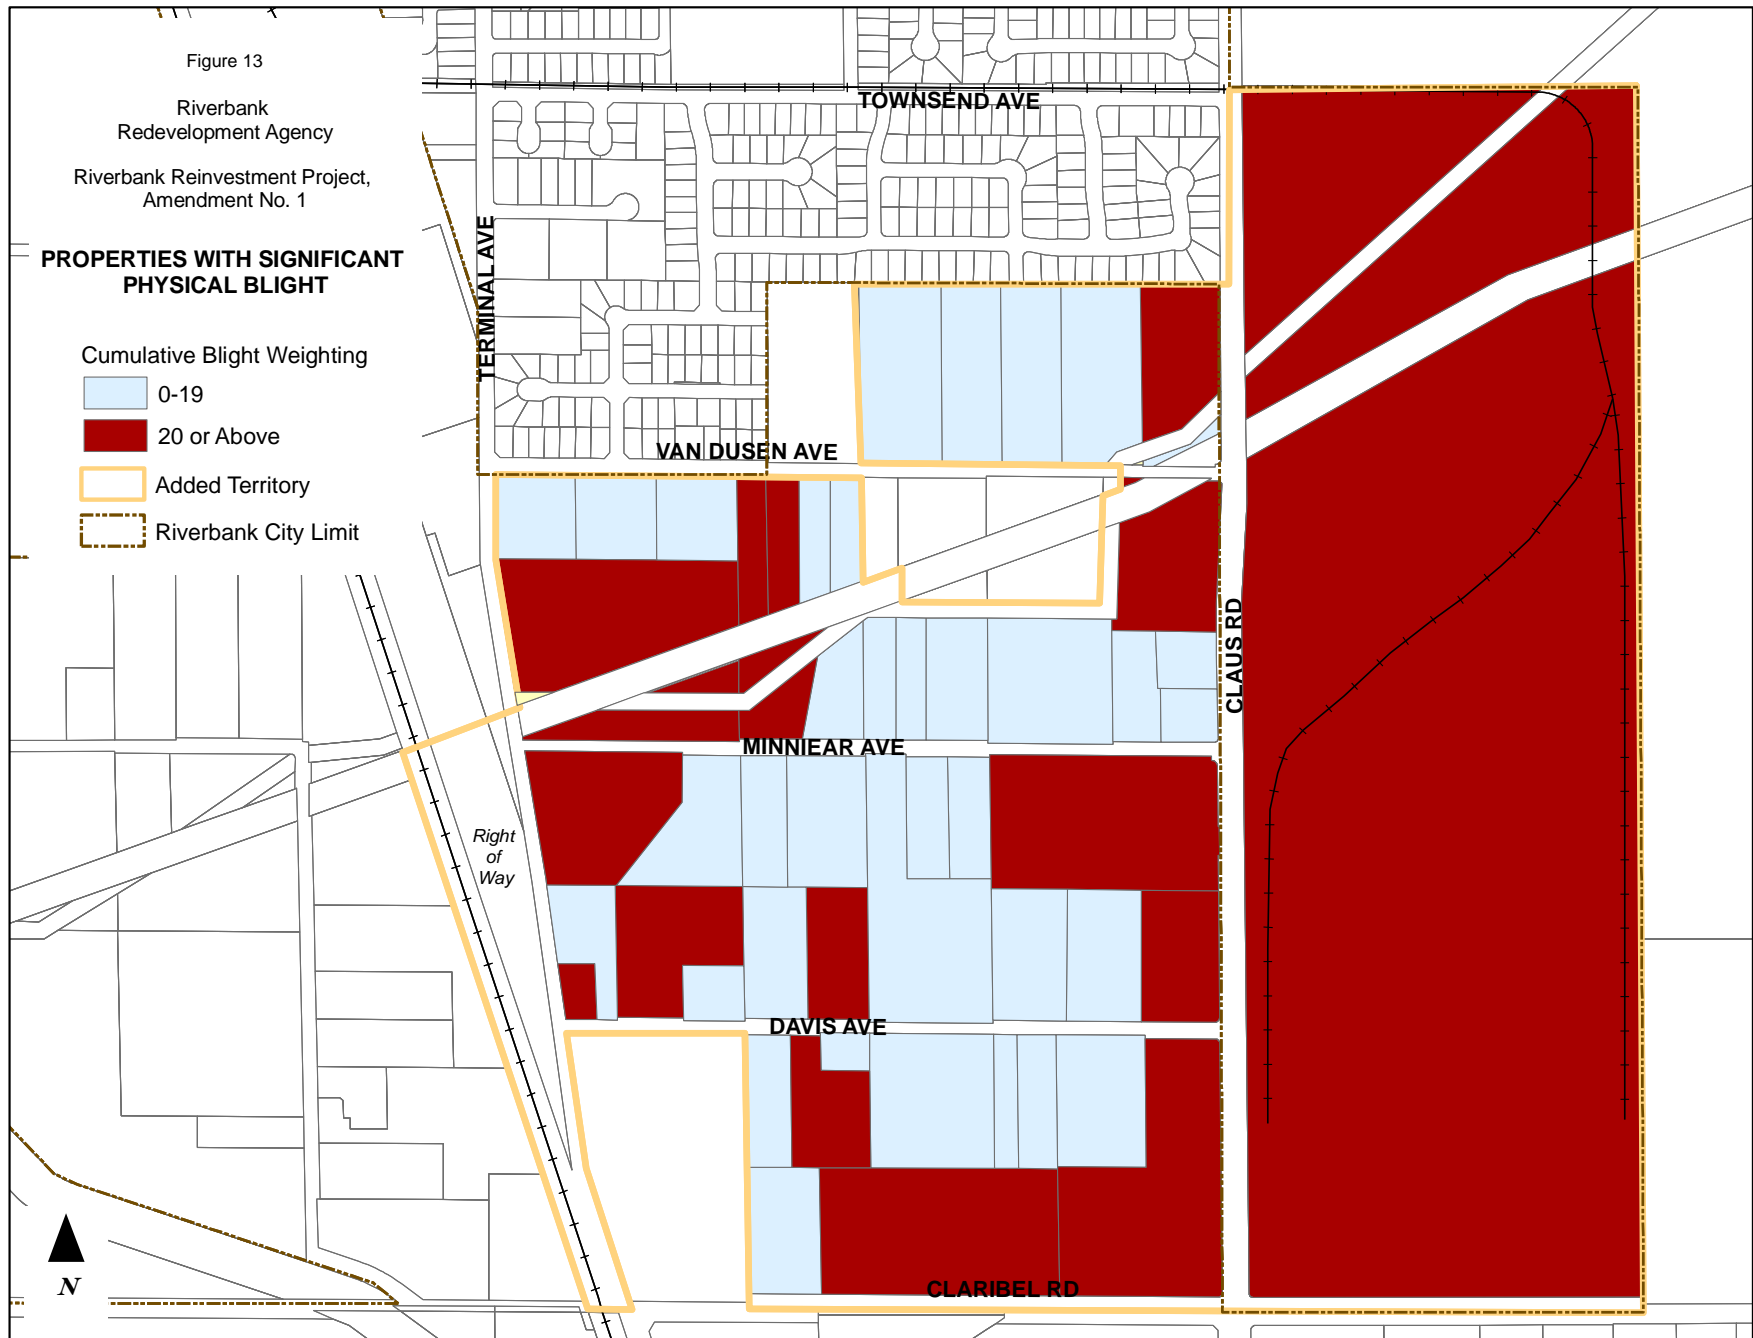 Figure 13
Riverbank
Redevelopment Agency
Riverbank Reinvestment Project,
Amendment No. 1
PROPERTIES WITH SIGNIFICANT
PHYSICAL BLIGHT
Cumulative Blight Weighting
0-19
20 or Above
Added Territory
Riverbank City Limit
TOWNSEND AVE
TERMINAL AVE
VAN DUSEN AVE
CLAUS RD
MINNIEAR AVE
Right
of
Way
DAVIS AVE
CLARIBEL RD
N